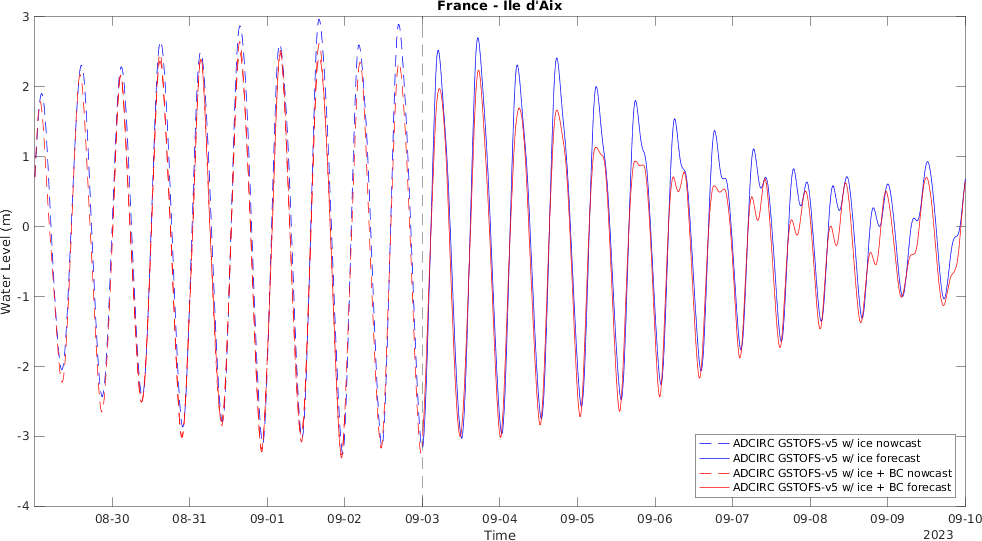 France - Ile d'Aix
3
2
1
0
-1
-2
-3
-4
Water Level (m)
ADCIRC GSTOFS-v5 w/ ice nowcast
ADCIRC GSTOFS-v5 w/ ice forecast
ADCIRC GSTOFS-v5 w/ ice + BC nowcast
ADCIRC GSTOFS-v5 w/ ice + BC forecast
08-30 08-31 09-01 09-02 09-03 09-04 09-05 09-06 09-07 09-08 09-09 09-10
Time
2023